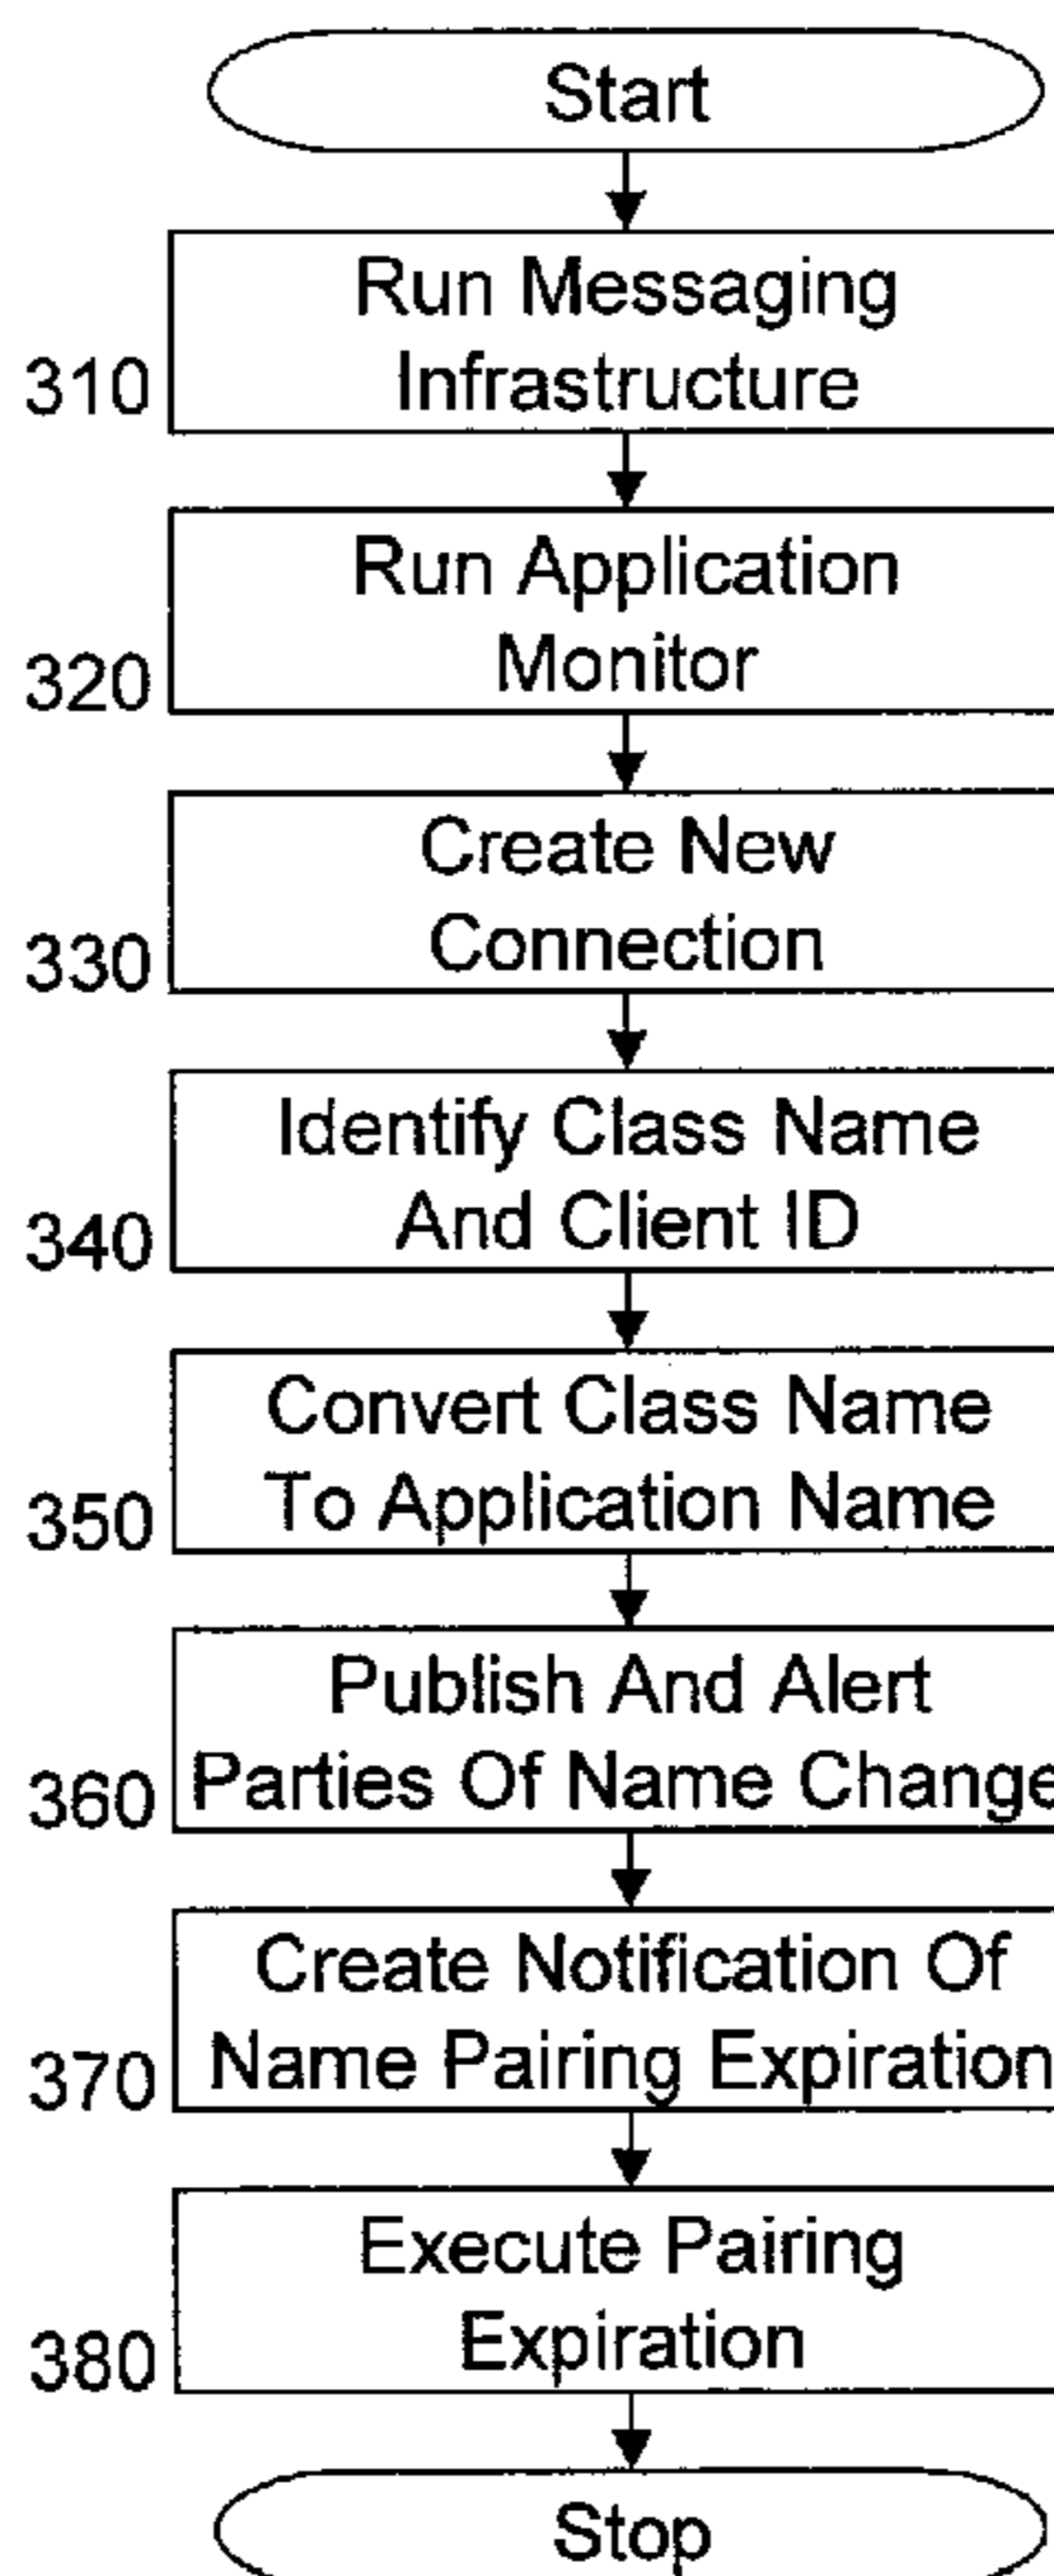 Start
Run Messaging
Infrastructure
310
Run Application
Monitor
320
Create New
Connection
330
Identify Class Name
And Client ID
340
Convert Class Name
To Application Name
350
Publish And Alert
Parties Of Name Change
360
Create Notification Of
Name Pairing Expiration
370
Execute Pairing
Expiration
380
Stop